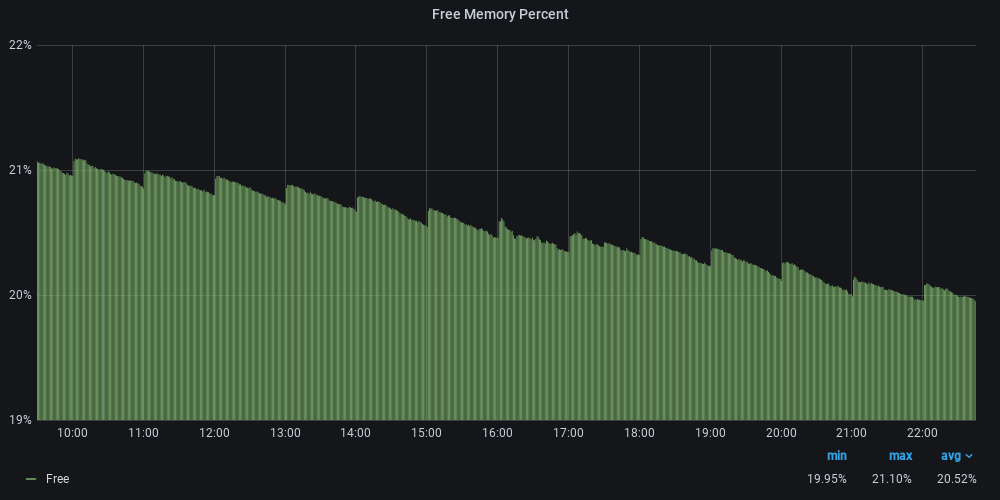 Free Memory Percent
22%
21%
20%
19%
10:00 11:00 12:00 13:00 14:00 15:00 16:00 17:00 18:00 19:00 20:00 21:00 22:00
min max avg
Free 19.95% 21.10% 20.52%